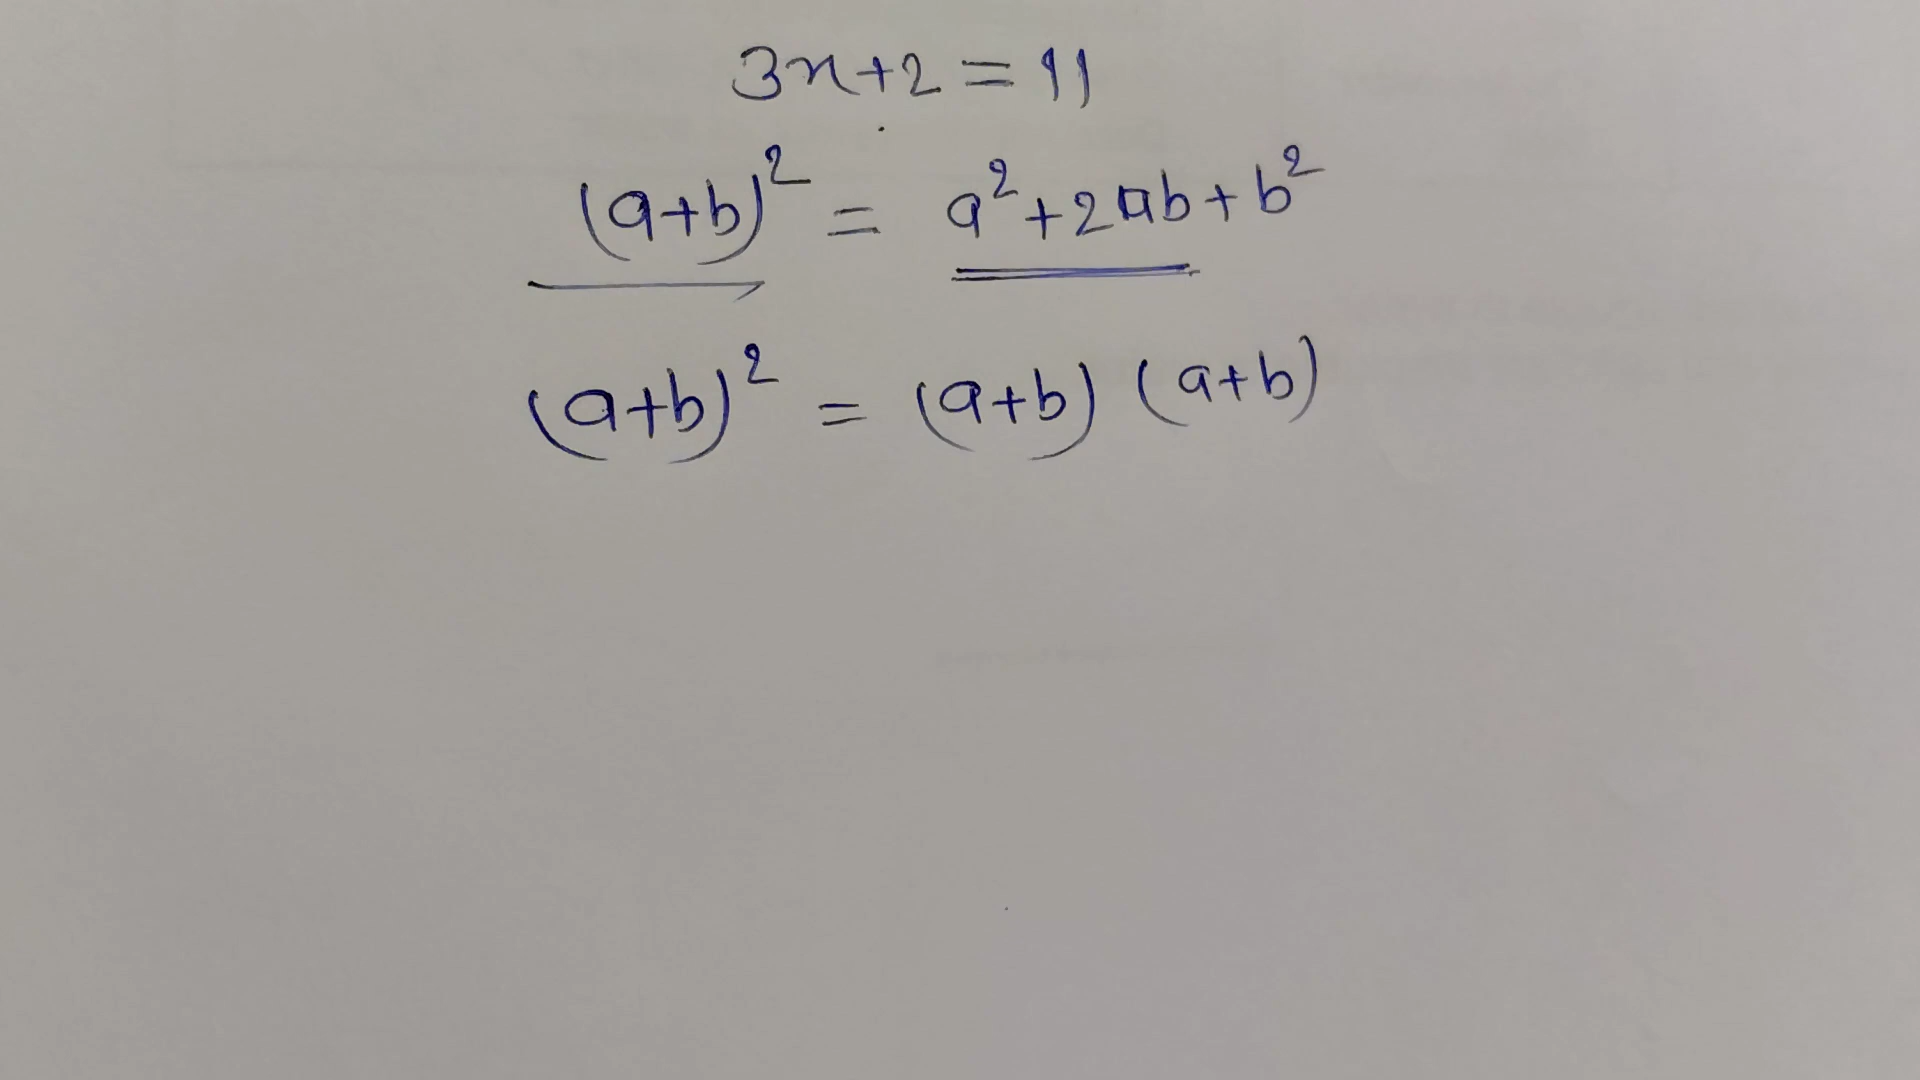 3x+2 = 11
(a+b)² = a²+2ab+b²
(a+b)² = (a+b) (a+b)